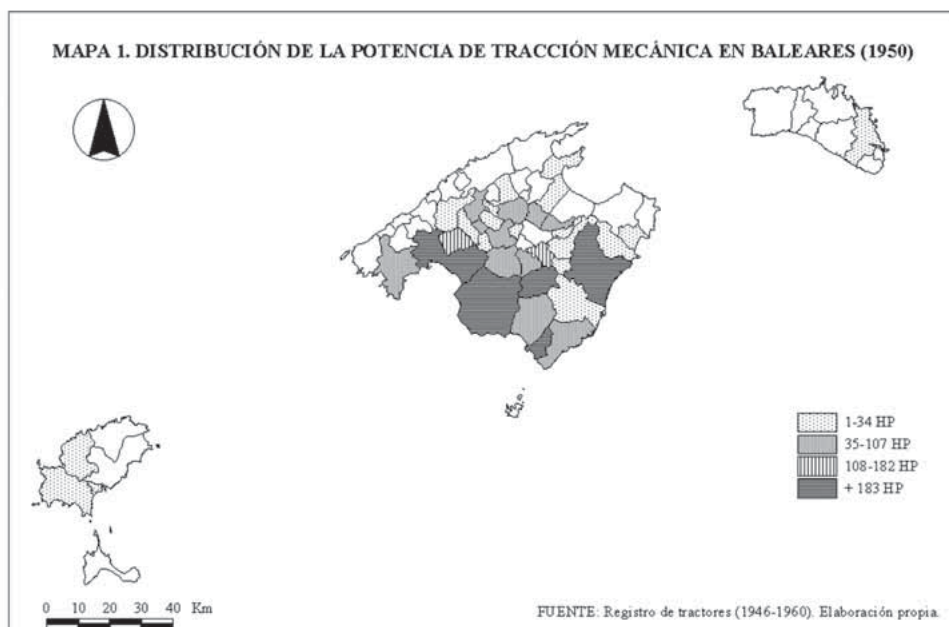 MAPA 1. DISTRIBUCIÓN DE LA POTENCIA DE TRACCIÓN MECÁNICA EN BALEARES (1950)
1-34 HP
35-107 HP
108-182 HP
+ 183 HP
0 10 20 30 40 Km
FUENTE: Registro de tractores (1946-1960). Elaboración propia.